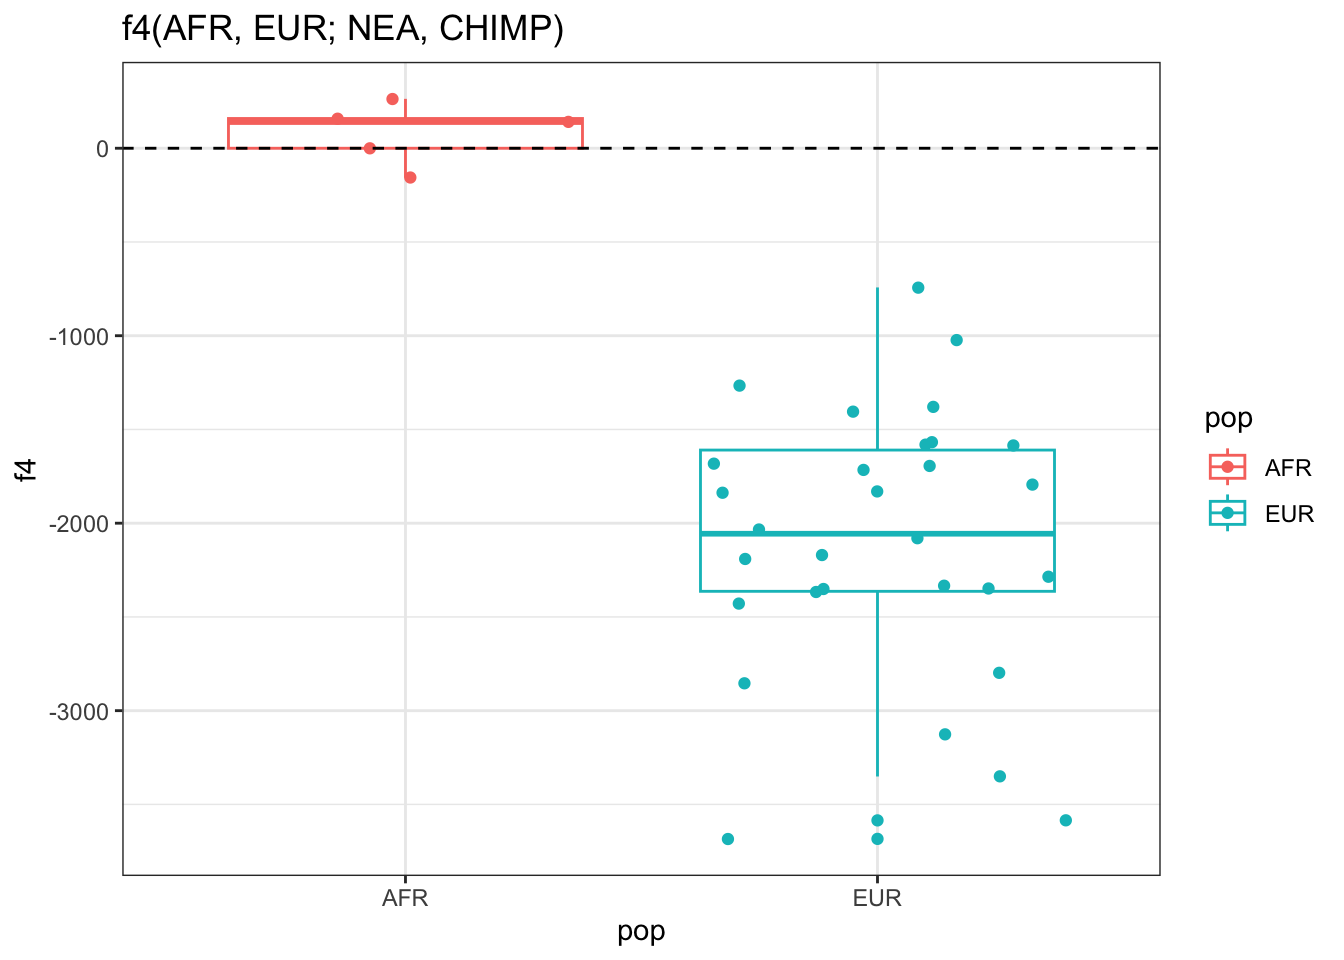 f4(AFR, EUR; NEA, CHIMP)
0
-1000
-2000
-3000
f4
AFR
EUR
pop
pop
AFR
EUR